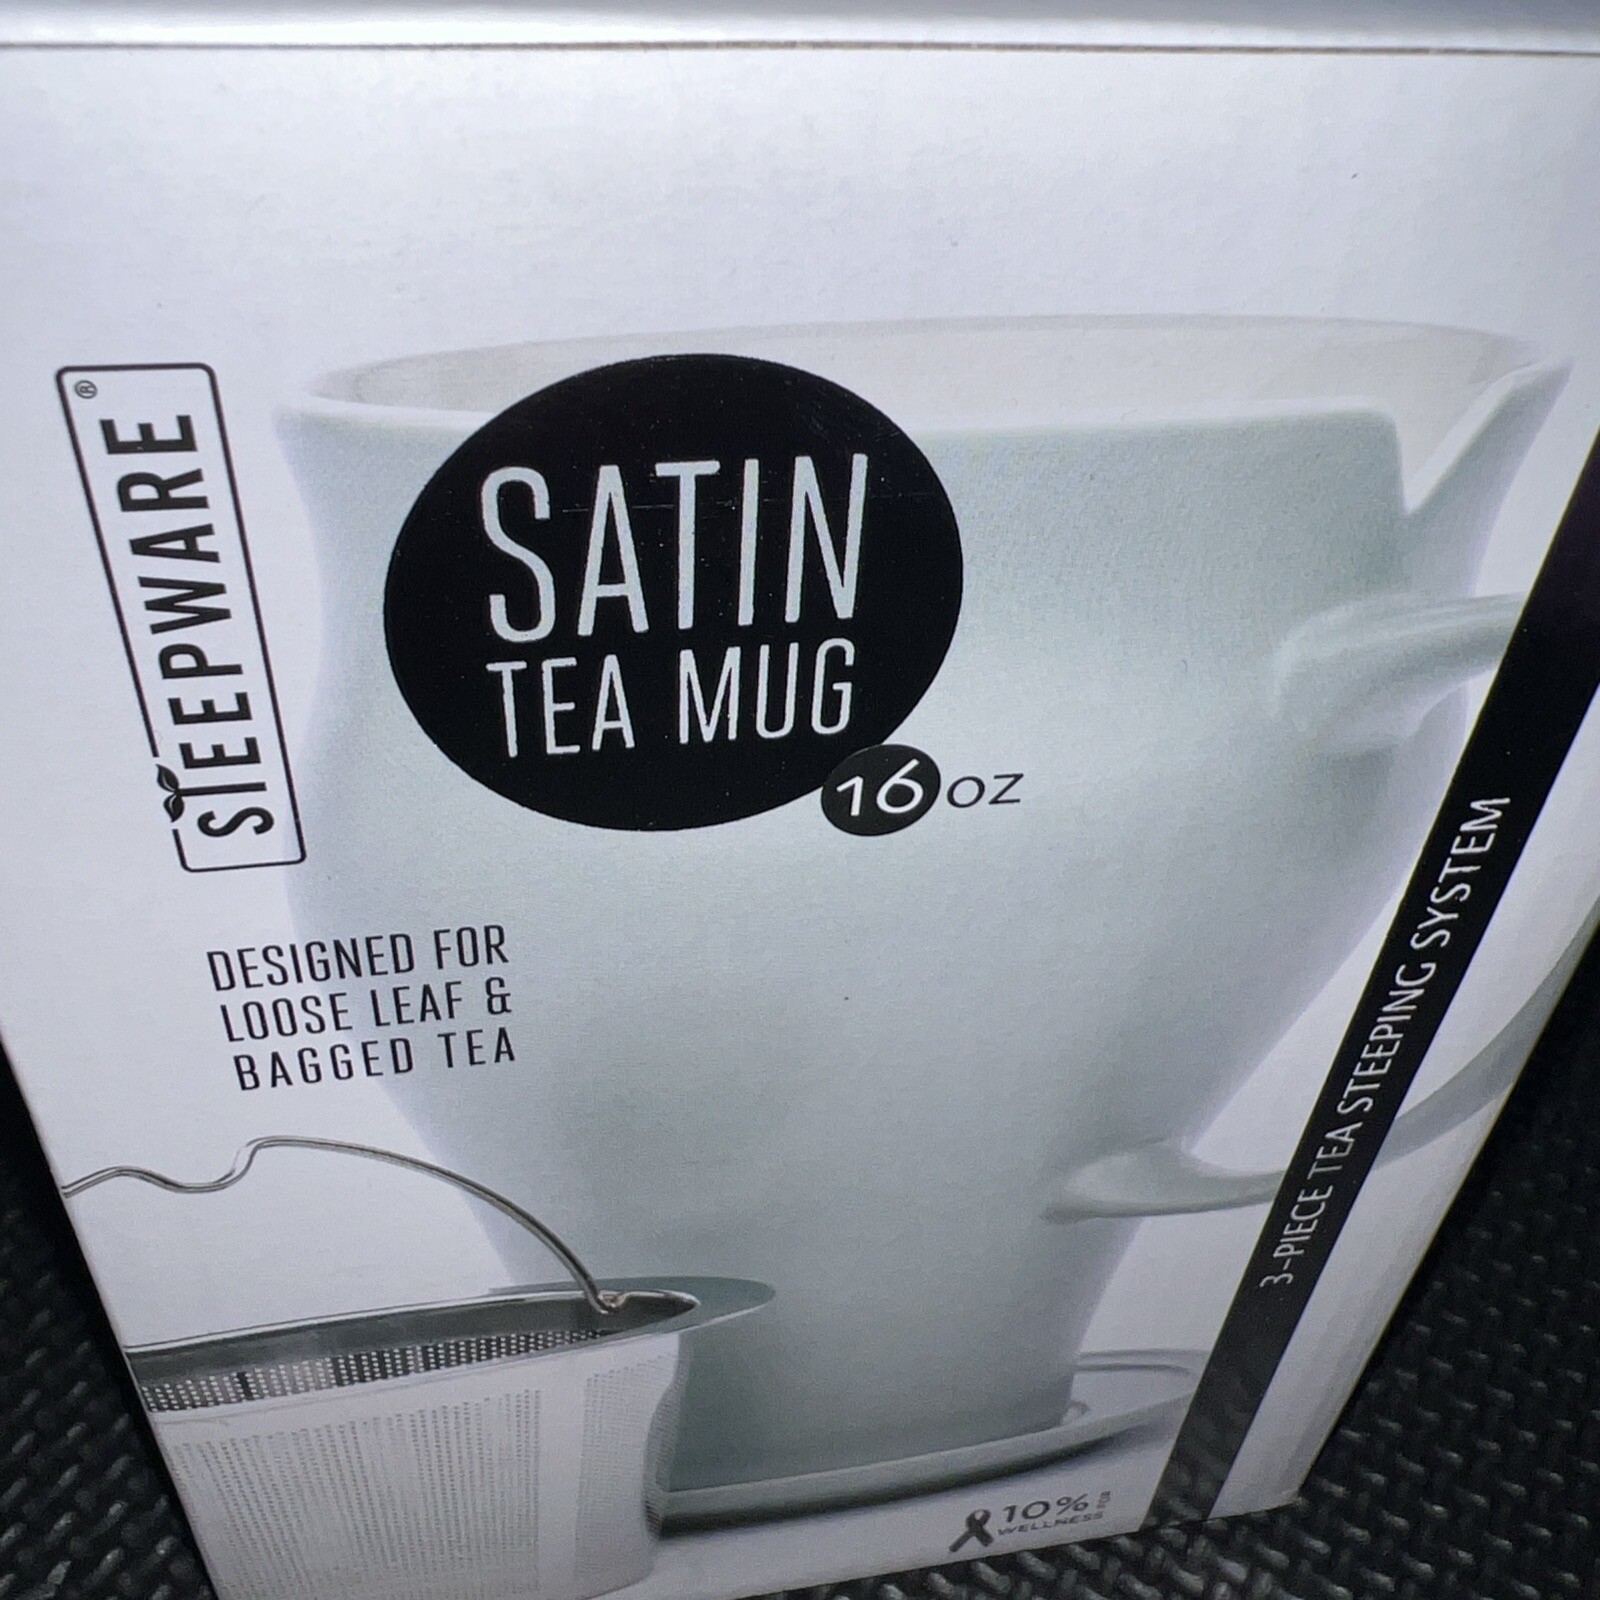 STEEPWARE®
SATIN
TEA MUG
16 OZ
DESIGNED FOR
LOOSE LEAF &
BAGGED TEA
3-PIECE TEA STEEPING SYSTEM
10% FOR
WELLNESS